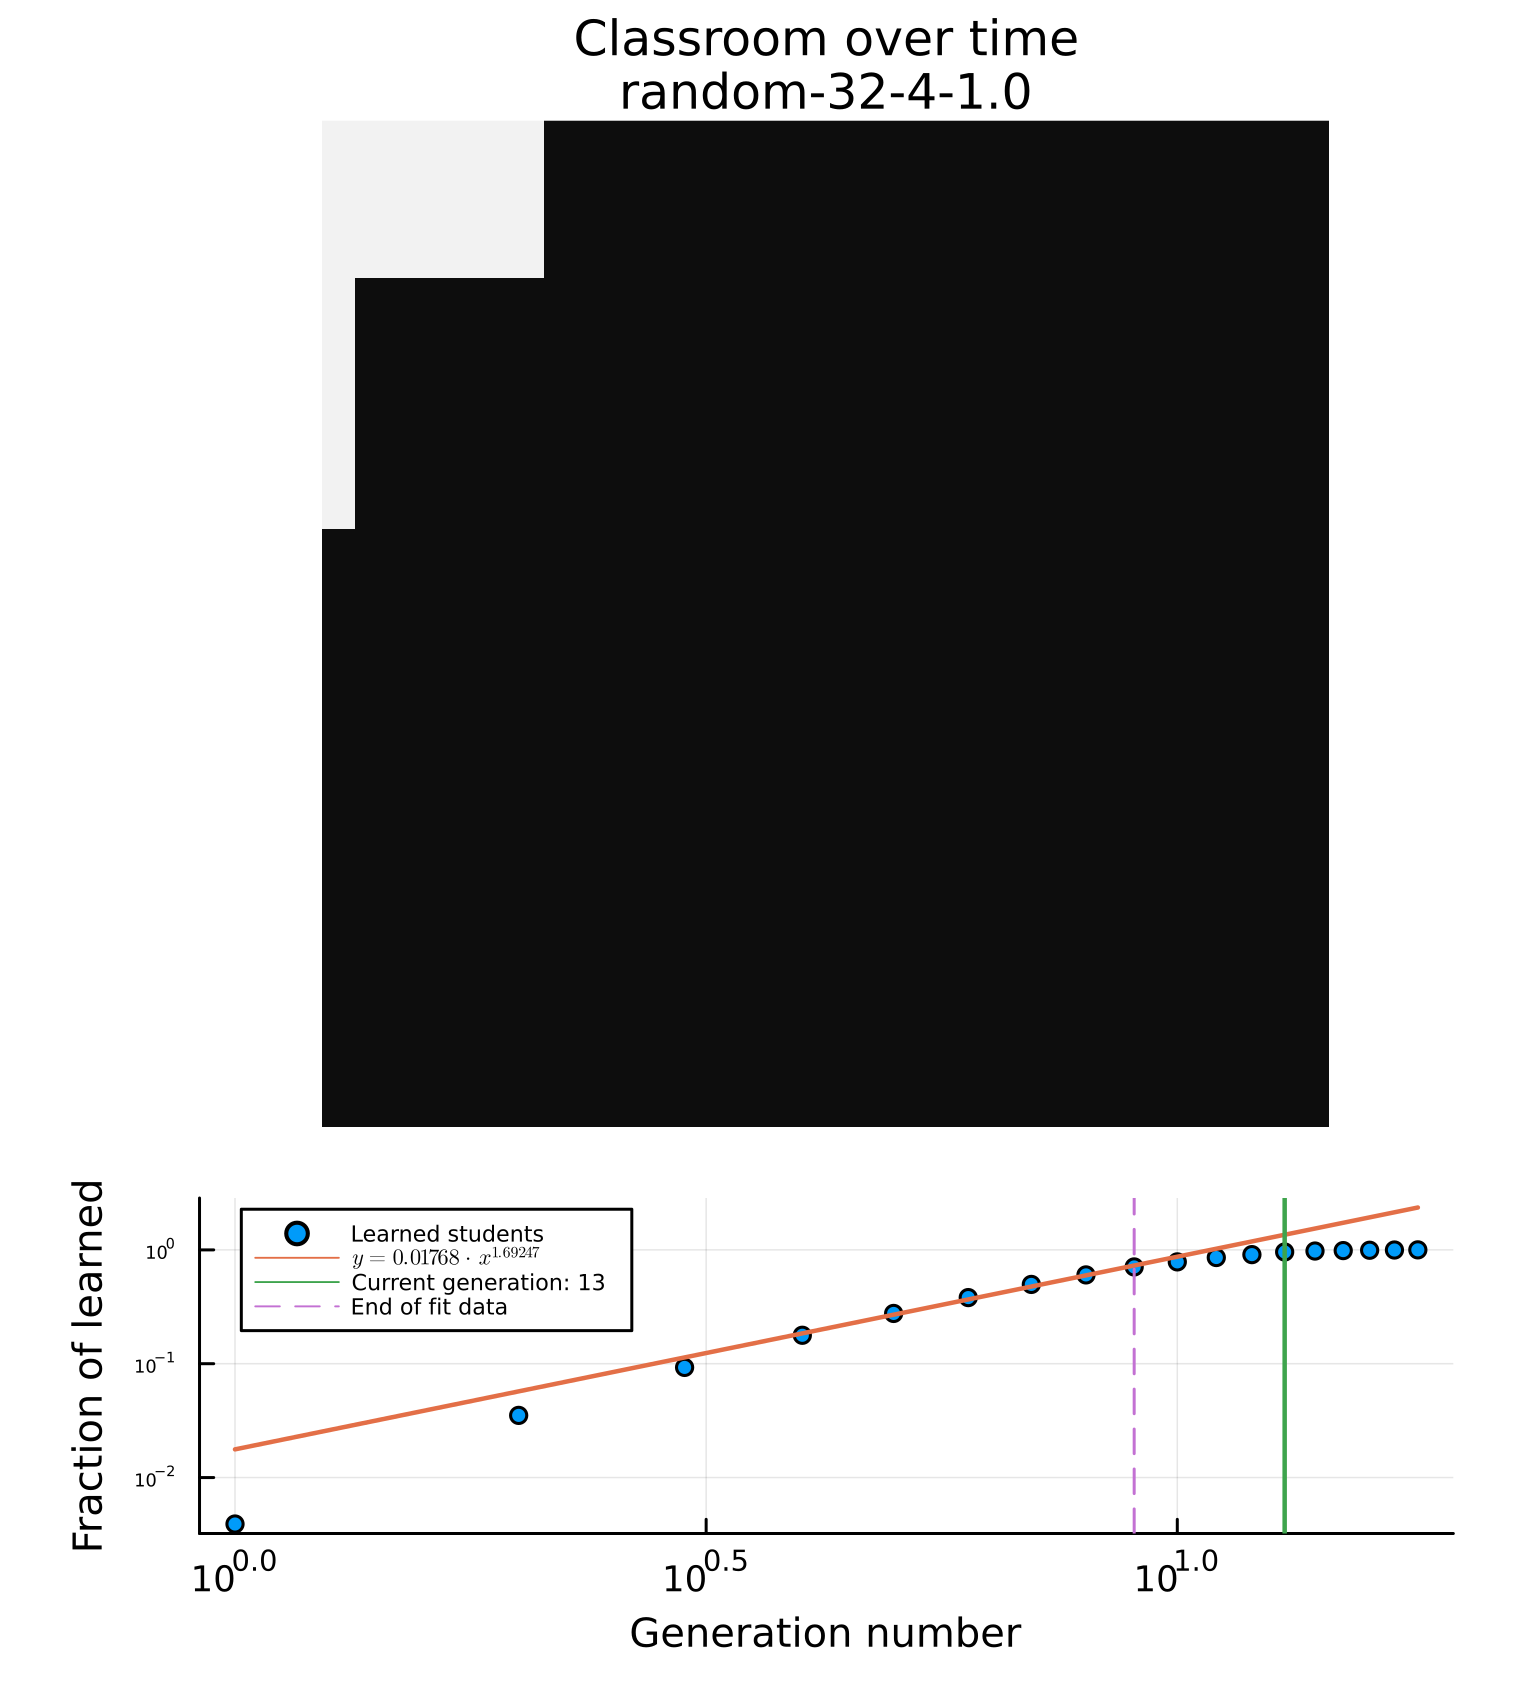 Classroom over time
random-32-4-1.0
Fraction of learned
Learned students
y = 0.01768 · x^1.69247
Current generation: 13
End of fit data
10^0
10^−1
10^−2
10^0.0
10^0.5
10^1.0
Generation number